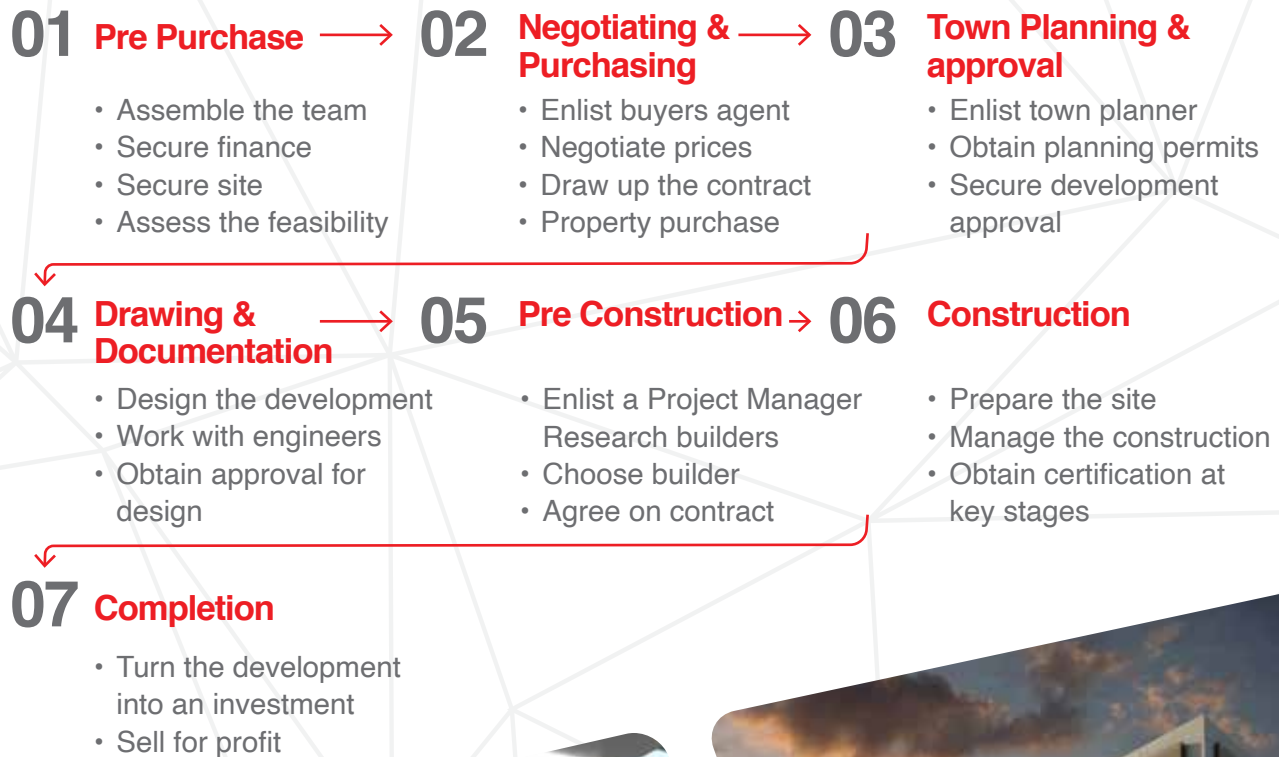 01 Pre Purchase
• Assemble the team
• Secure finance
• Secure site
• Assess the feasibility
02 Negotiating &
Purchasing
• Enlist buyers agent
• Negotiate prices
• Draw up the contract
• Property purchase
03 Town Planning &
approval
• Enlist town planner
• Obtain planning permits
• Secure development
approval
04 Drawing &
Documentation
• Design the development
• Work with engineers
• Obtain approval for
design
05 Pre Construction
• Enlist a Project Manager
Research builders
• Choose builder
• Agree on contract
06 Construction
• Prepare the site
• Manage the construction
• Obtain certification at
key stages
07 Completion
• Turn the development
into an investment
• Sell for profit